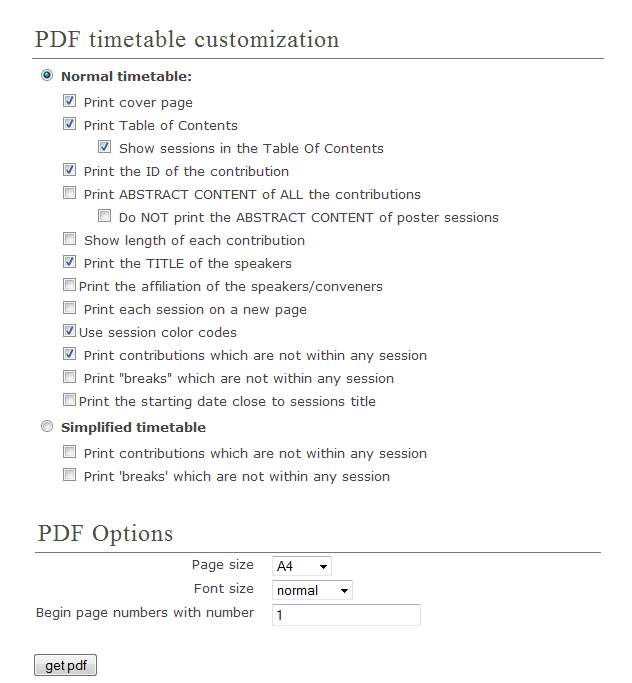 PDF timetable customization
Normal timetable:
Print cover page
Print Table of Contents
Show sessions in the Table Of Contents
Print the ID of the contribution
Print ABSTRACT CONTENT of ALL the contributions
Do NOT print the ABSTRACT CONTENT of poster sessions
Show length of each contribution
Print the TITLE of the speakers
Print the affiliation of the speakers/conveners
Print each session on a new page
Use session color codes
Print contributions which are not within any session
Print "breaks" which are not within any session
Print the starting date close to sessions title
Simplified timetable
Print contributions which are not within any session
Print 'breaks' which are not within any session
PDF Options
Page size A4
Font size normal
Begin page numbers with number 1
get pdf